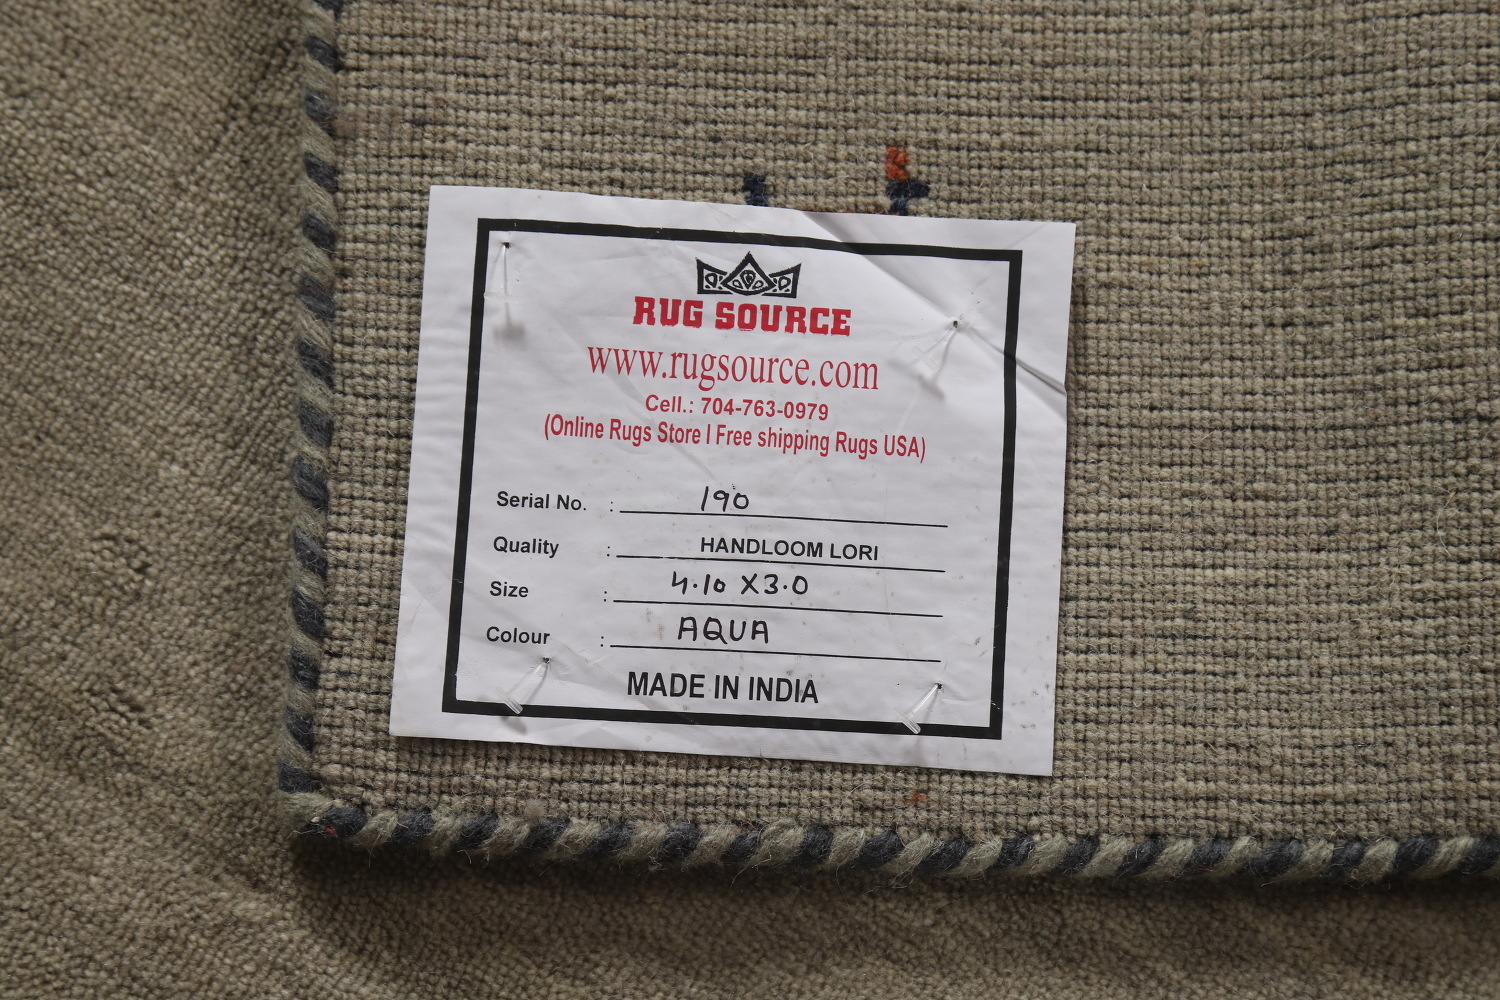 RUG SOURCE
www.rugsource.com
Cell.: 704-763-0979
(Online Rugs Store I Free shipping Rugs USA)
Serial No. : 190
Quality : HANDLOOM LORI
Size : 4.10 X3.0
Colour : AQUA
MADE IN INDIA